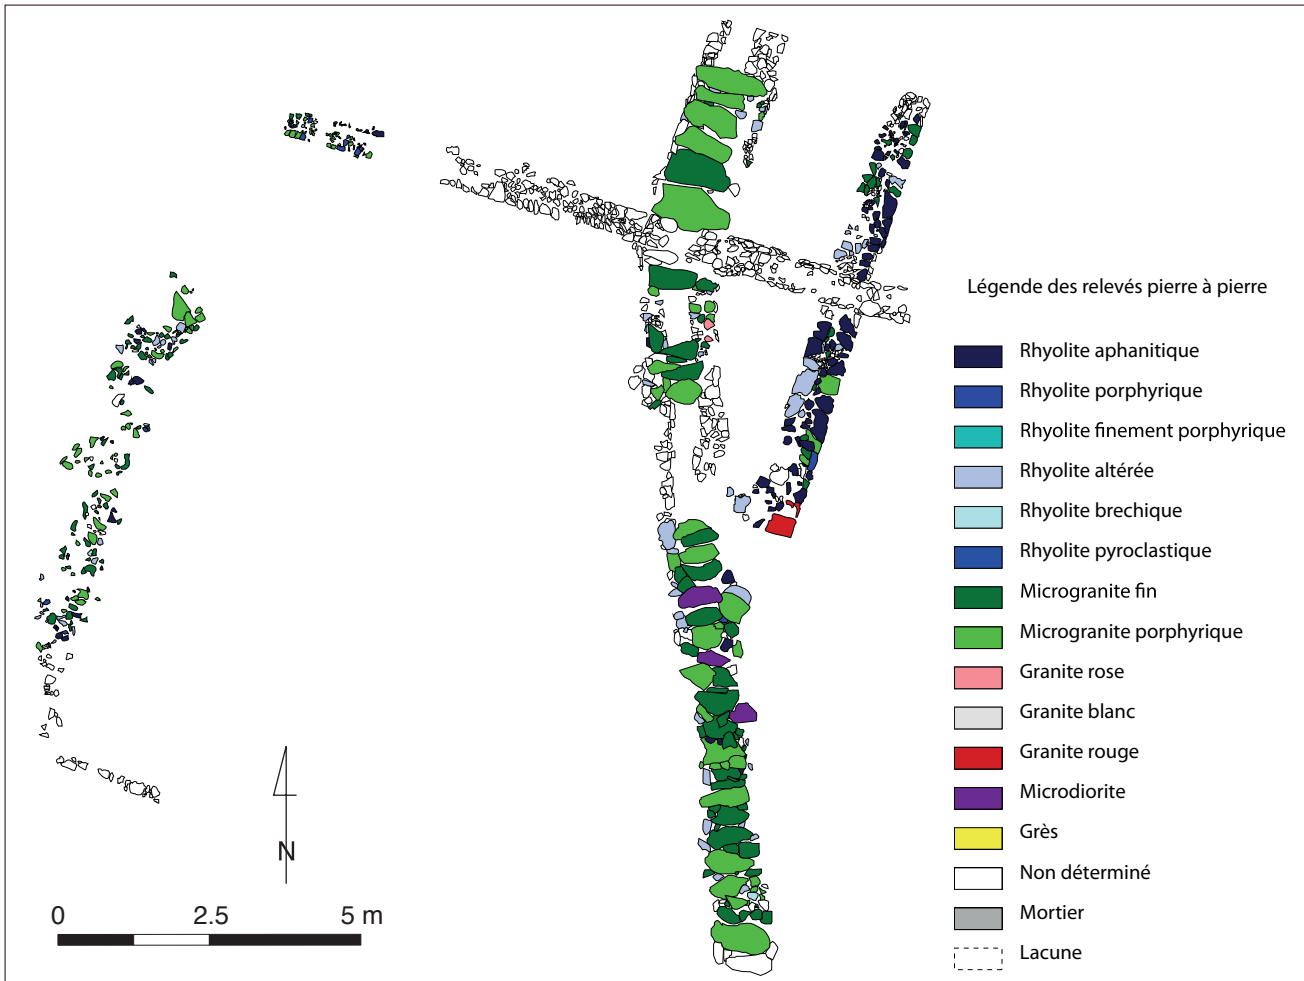 Légende des relevés pierre à pierre
Rhyolite aphanitique
Rhyolite porphyrique
Rhyolite finement porphyrique
Rhyolite altérée
Rhyolite brechique
Rhyolite pyroclastique
Microgranite fin
Microgranite porphyrique
Granite rose
Granite blanc
Granite rouge
Microdiorite
Grès
Non déterminé
Mortier
Lacune
N
0 2.5 5 m